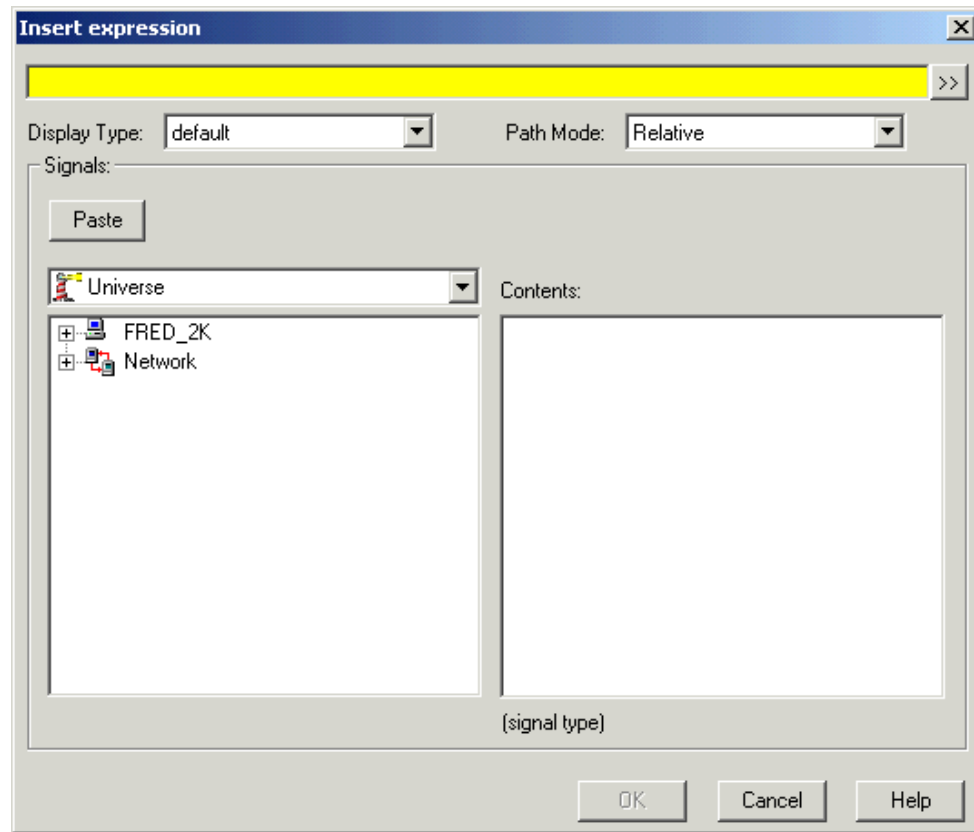 Insert expression
>>
Display Type: default Path Mode: Relative
Signals:
Paste
Universe
Contents:
FRED_2K
Network
(signal type)
OK Cancel Help